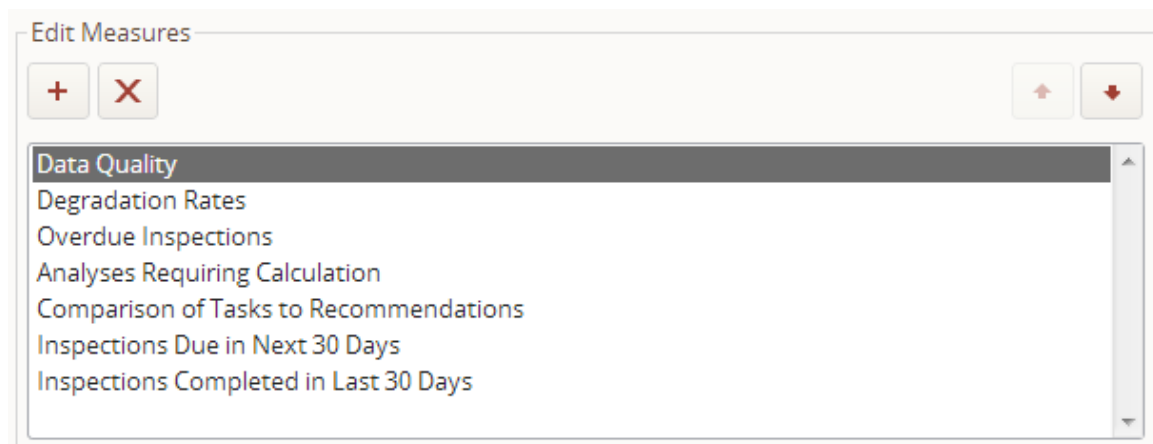 Edit Measures
Data Quality
Degradation Rates
Overdue Inspections
Analyses Requiring Calculation
Comparison of Tasks to Recommendations
Inspections Due in Next 30 Days
Inspections Completed in Last 30 Days